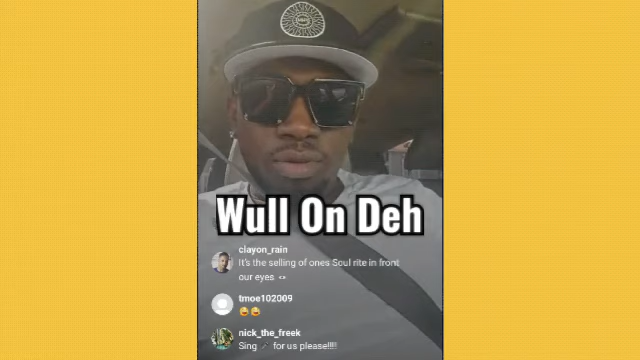 Wull On Deh
clayon_rain
It's the selling of ones Soul rite in front
our eyes 👀
tmoe102009
😂😂
nick_the_freek
Sing 🎤 for us please!!!!